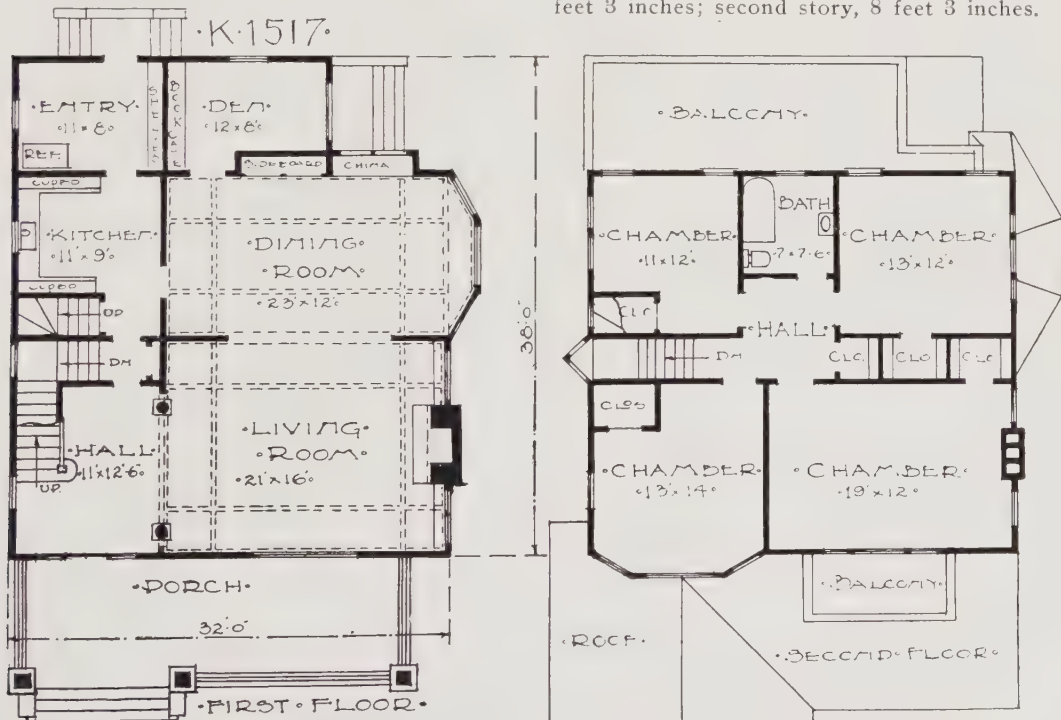 feet 3 inches; second story, 8 feet 3 inches.
·K·1517·
·ENTRY·
·11×8·
SHELVES
BOOKCASE
·DEN·
·12×8·
REF.
SIDEBOARD
CHINA
CUPBD
·KITCHEN·
·11'×9'·
CUPBD
·DINING·
·ROOM·
·23×12·
UP
DN
·HALL·
·11×12'6"·
UP
·LIVING·
·ROOM·
·21'×16'·
38'·0"
·PORCH·
32'·0"
·FIRST·FLOOR·
·BALCONY·
·CHAMBER·
·11×12'·
·BATH·
·7×7·6·
·CHAMBER·
·13'×12'·
CLO
·HALL·
DN
CLO.
CLO
CLO
CLOS
·CHAMBER·
·13'×14'·
·CHAMBER·
·19'×12'·
·BALCONY·
·ROOF·
·SECOND·FLOOR·